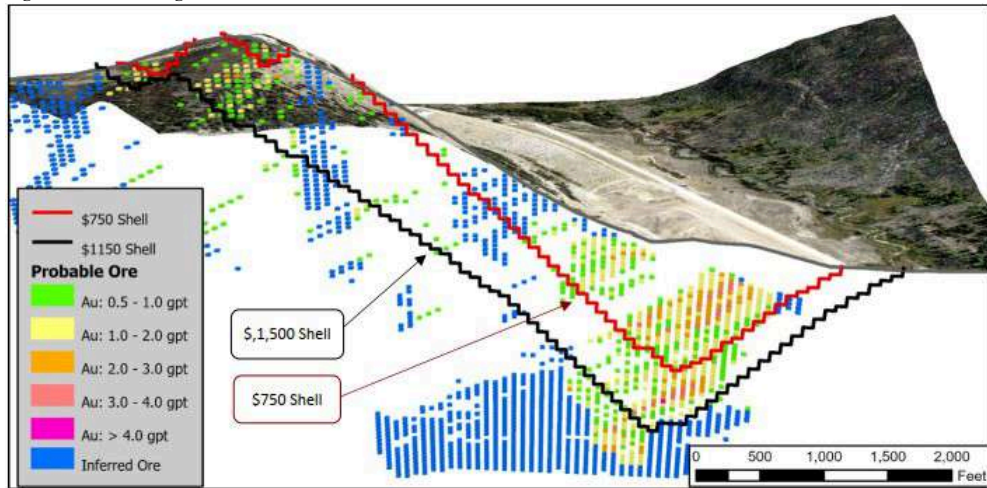 $750 Shell
$1150 Shell
Probable Ore
Au: 0.5 - 1.0 gpt
Au: 1.0 - 2.0 gpt
Au: 2.0 - 3.0 gpt
Au: 3.0 - 4.0 gpt
Au: > 4.0 gpt
Inferred Ore
$,1,500 Shell
$750 Shell
0 500 1,000 1,500 2,000
Feet